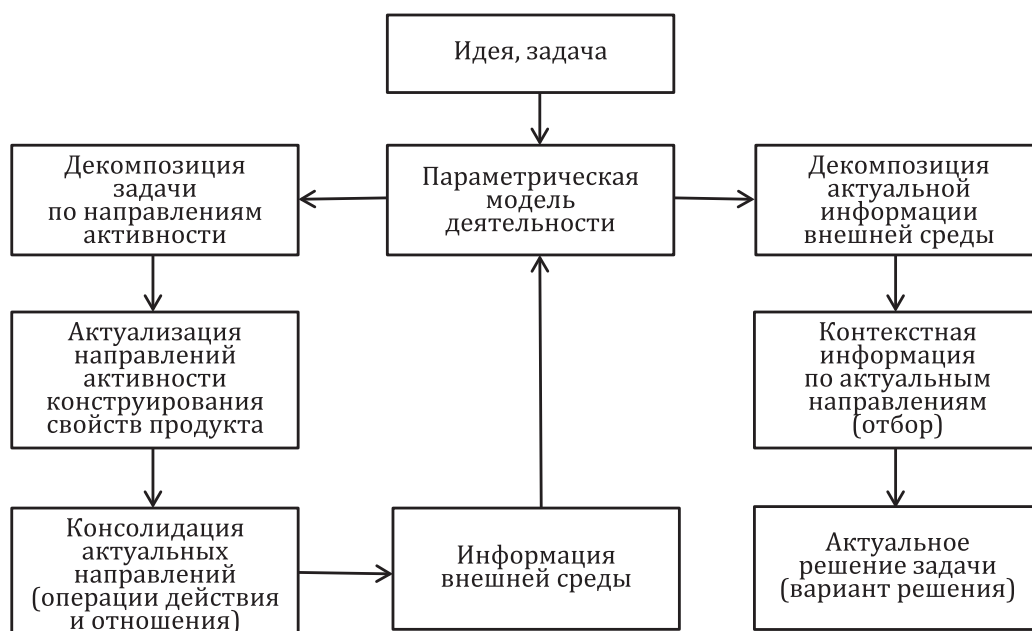 Идея, задача
Декомпозиция
задачи
по направлениям
активности
Параметрическая
модель
деятельности
Декомпозиция
актуальной
информации
внешней среды
Актуализация
направлений
активности
конструирования
свойств продукта
Контекстная
информация
по актуальным
направлениям
(отбор)
Консолидация
актуальных
направлений
(операции действия
и отношения)
Информация
внешней среды
Актуальное
решение задачи
(вариант решения)